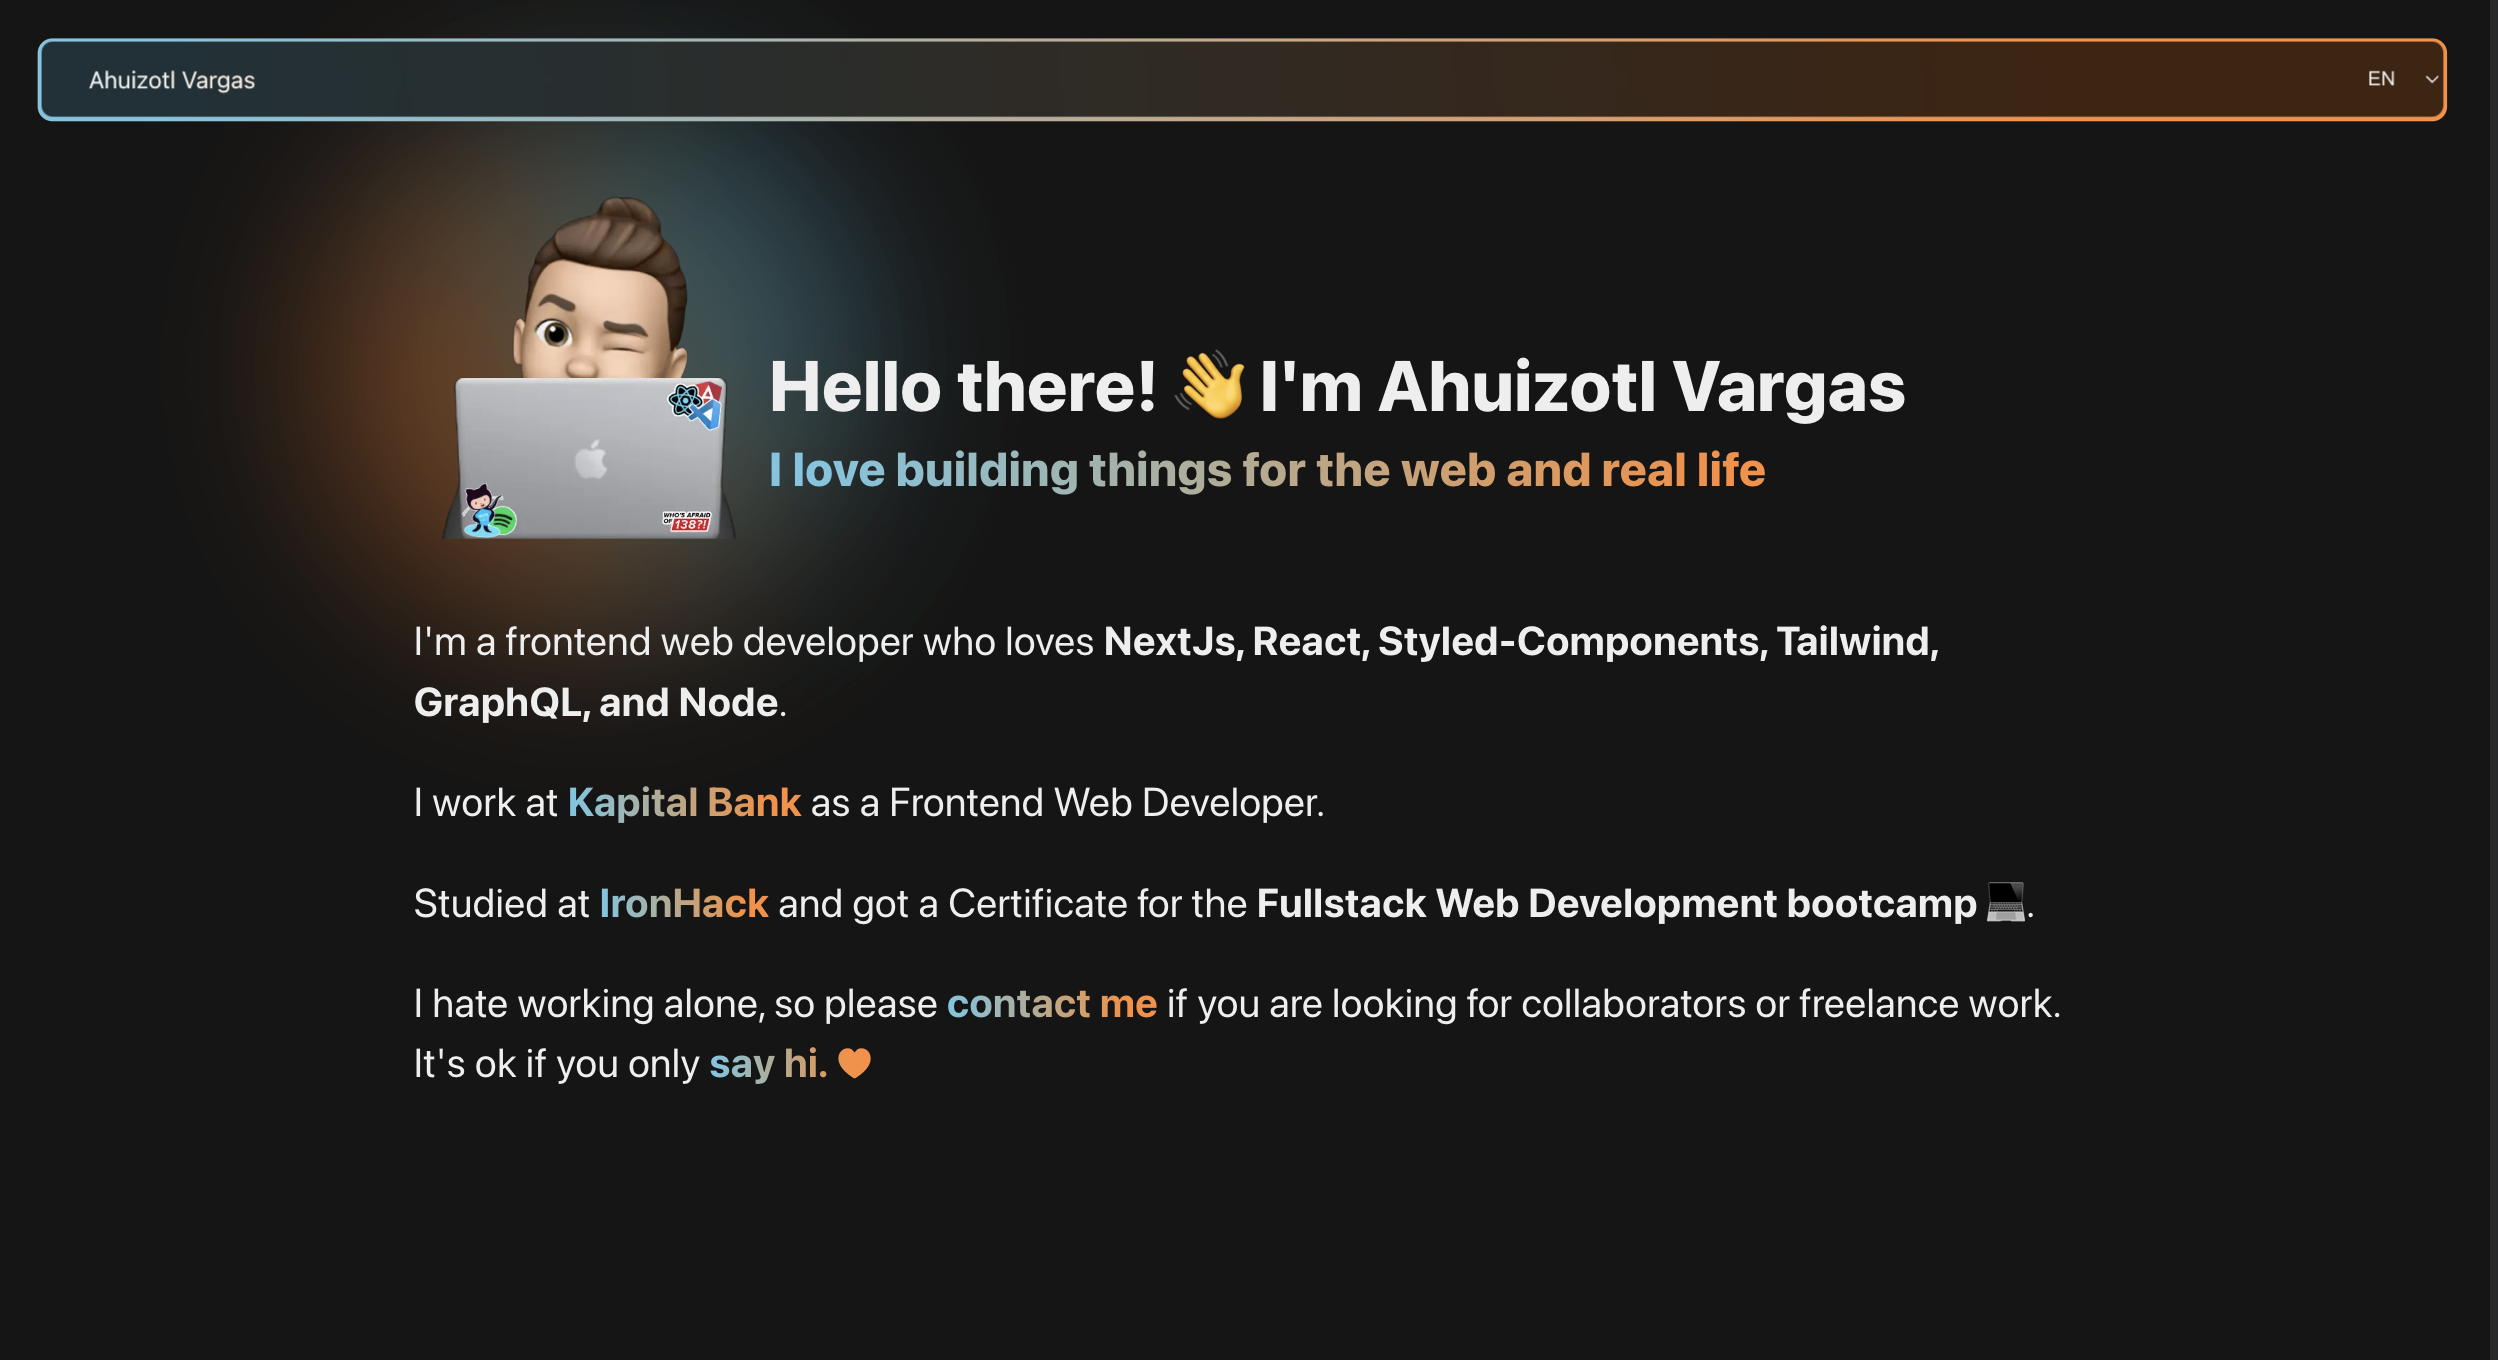 Ahuizotl Vargas
EN
Hello there! 👋 I'm Ahuizotl Vargas
I love building things for the web and real life
A
WHO'S AFRAID
OF 138?!
I'm a frontend web developer who loves NextJs, React, Styled-Components, Tailwind,
GraphQL, and Node.
I work at Kapital Bank as a Frontend Web Developer.
Studied at IronHack and got a Certificate for the Fullstack Web Development bootcamp 💻.
I hate working alone, so please contact me if you are looking for collaborators or freelance work.
It's ok if you only say hi. 🧡